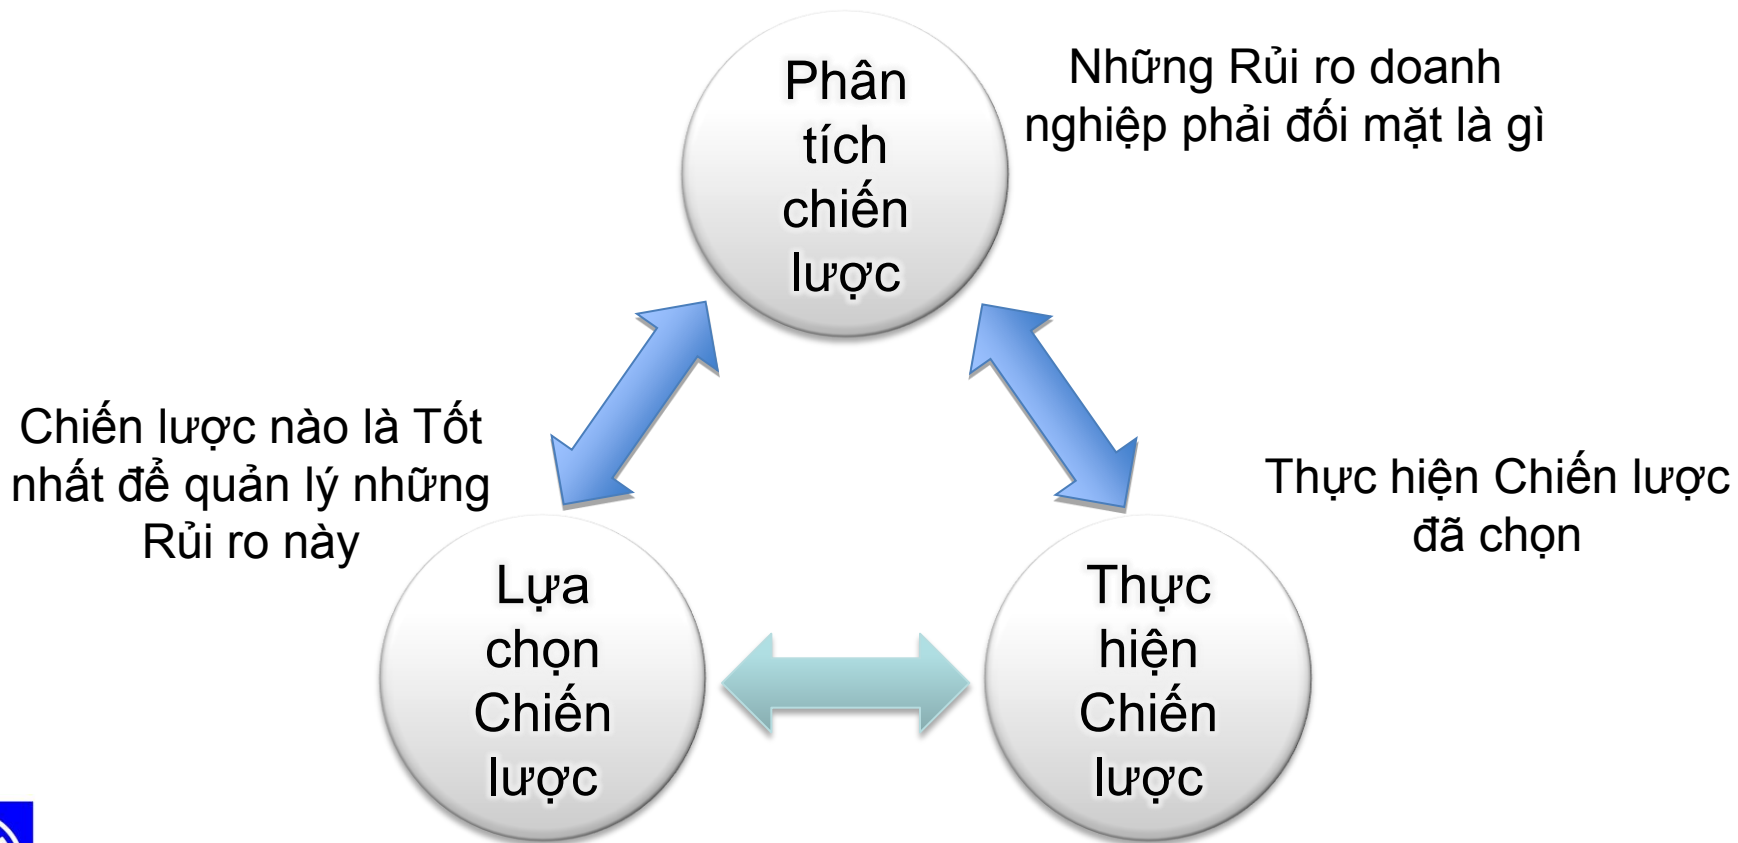 Phân
tích
chiến
lược
Những Rủi ro doanh
nghiệp phải đối mặt là gì
Chiến lược nào là Tốt
nhất để quản lý những
Rủi ro này
Thực hiện Chiến lược
đã chọn
Lựa
chọn
Chiến
lược
Thực
hiện
Chiến
lược